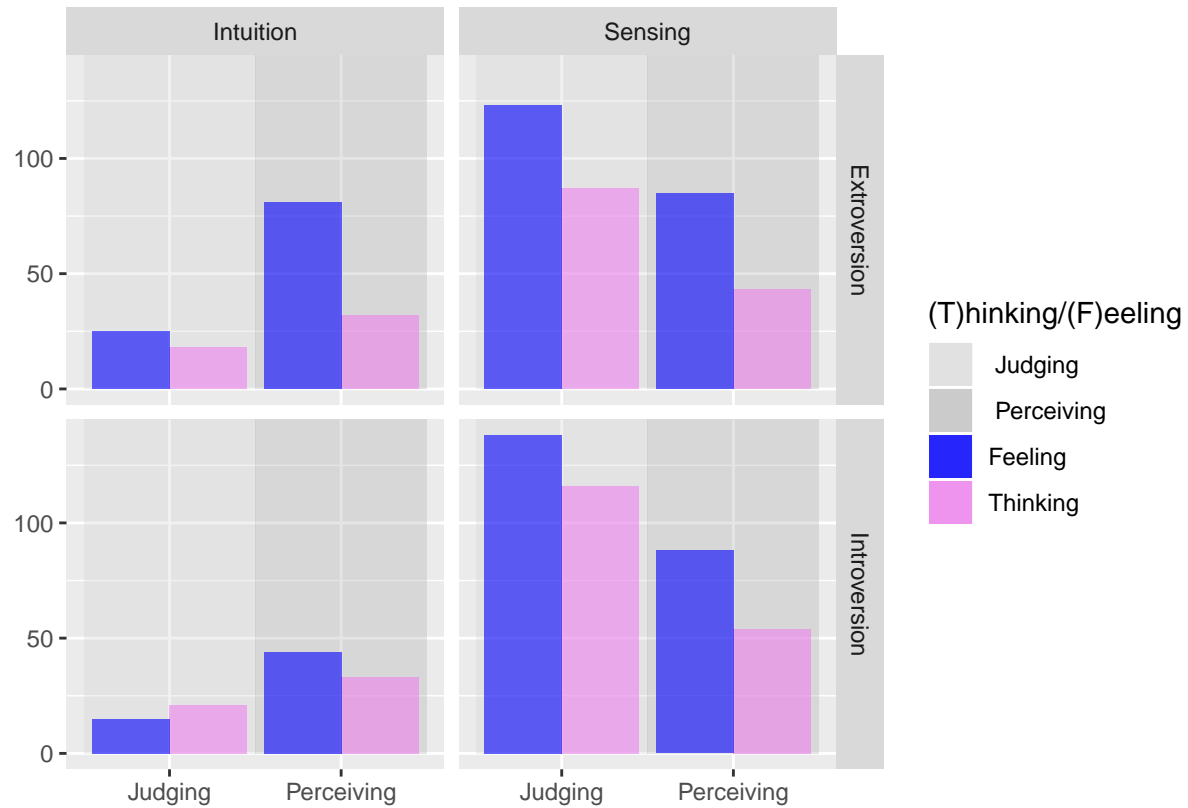 Intuition
Sensing
100
50
0
Extroversion
100
50
0
Introversion
Judging
Perceiving
Judging
Perceiving
(T)hinking/(F)eeling
Judging
Perceiving
Feeling
Thinking